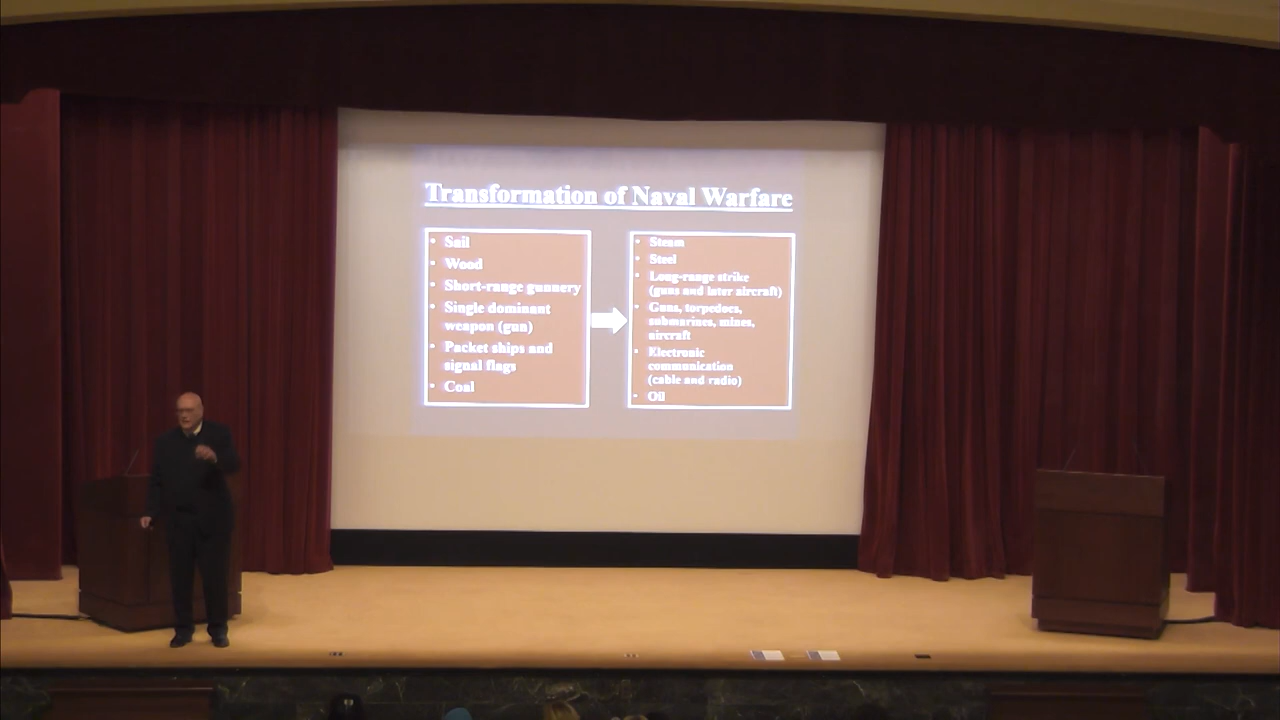 Transformation of Naval Warfare
• Sail
• Wood
• Short-range gunnery
• Single dominant
weapon (gun)
• Packet ships and
signal flags
• Coal
• Steam
• Steel
• Long-range strike
(guns and later aircraft)
• Guns, torpedoes,
submarines, mines,
aircraft
• Electronic
communication
(cable and radio)
• Oil